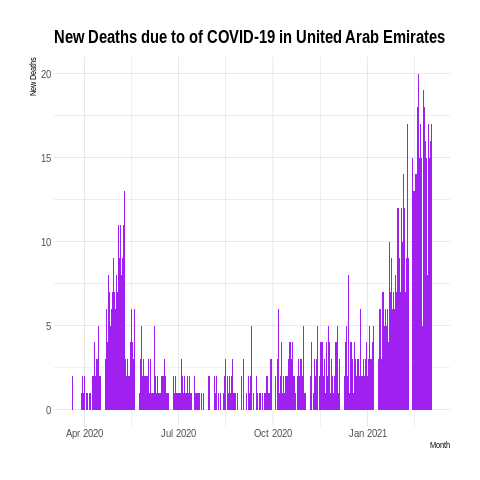 New Deaths due to of COVID-19 in United Arab Emirates
New Deaths
20
15
10
5
0
Apr 2020 Jul 2020 Oct 2020 Jan 2021
Month